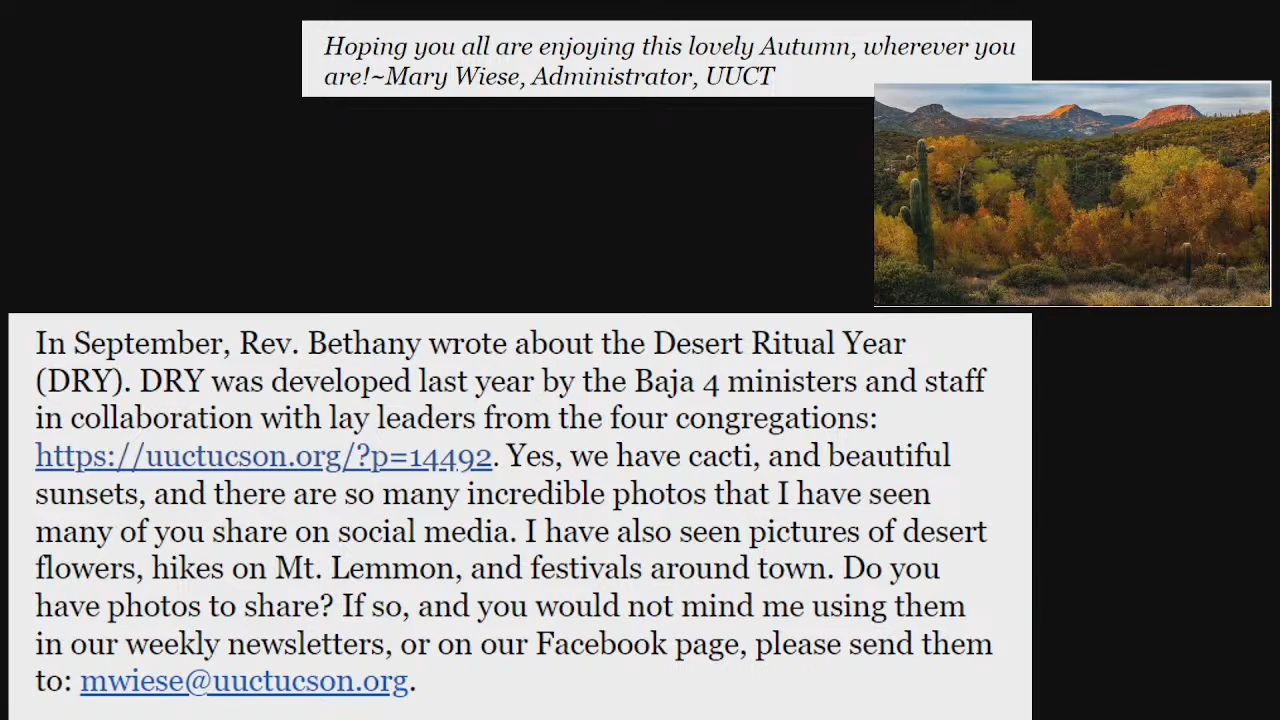 Hoping you all are enjoying this lovely Autumn, wherever you
are!~Mary Wiese, Administrator, UUCT
In September, Rev. Bethany wrote about the Desert Ritual Year
(DRY). DRY was developed last year by the Baja 4 ministers and staff
in collaboration with lay leaders from the four congregations:
https://uuctucson.org/?p=14492. Yes, we have cacti, and beautiful
sunsets, and there are so many incredible photos that I have seen
many of you share on social media. I have also seen pictures of desert
flowers, hikes on Mt. Lemmon, and festivals around town. Do you
have photos to share? If so, and you would not mind me using them
in our weekly newsletters, or on our Facebook page, please send them
to: mwiese@uuctucson.org.